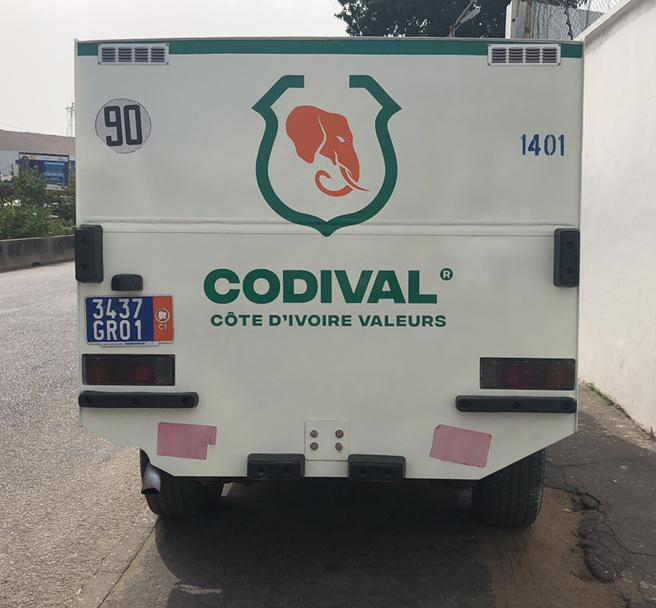 90
1401
CODIVAL®
CÔTE D'IVOIRE VALEURS
3437
GR01
CI